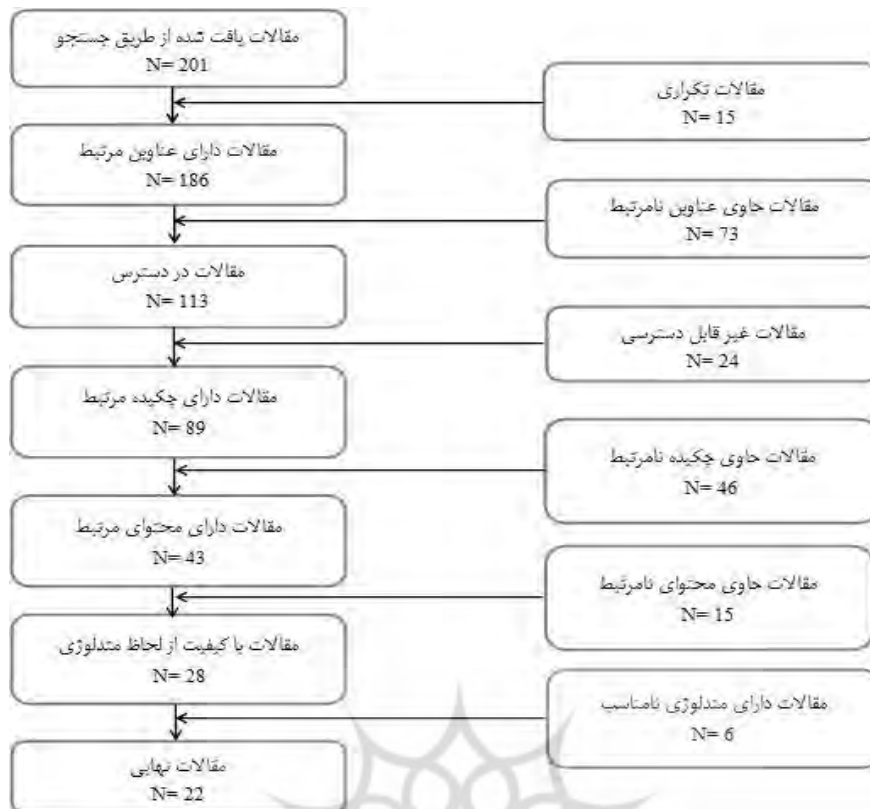 مقالات یافت شده از طریق جستجو
N= 201
مقالات تکراری
N= 15
مقالات دارای عناوین مرتبط
N= 186
مقالات حاوی عناوین نامرتبط
N= 73
مقالات در دسترس
N= 113
مقالات غیر قابل دسترسی
N= 24
مقالات دارای چکیده مرتبط
N= 89
مقالات حاوی چکیده نامرتبط
N= 46
مقالات دارای محتوای مرتبط
N= 43
مقالات حاوی محتوای نامرتبط
N= 15
مقالات با کیفیت از لحاظ متدلوژی
N= 28
مقالات دارای متدلوژی نامناسب
N= 6
مقالات نهایی
N= 22